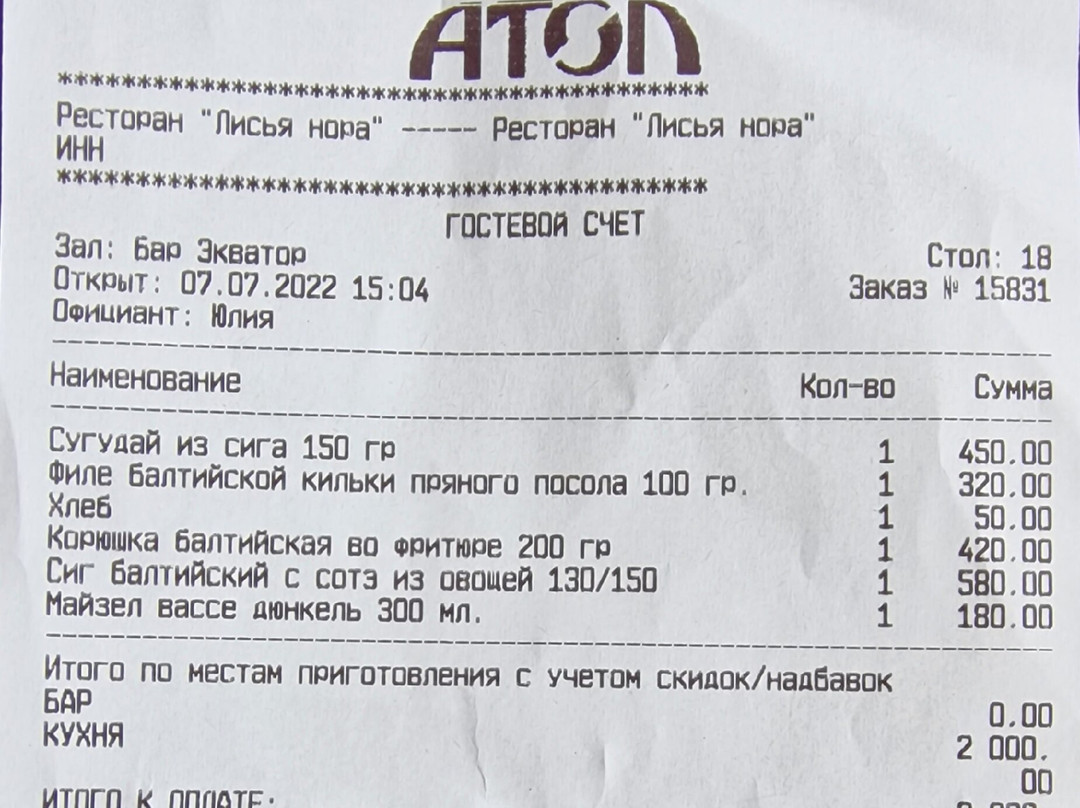 АТОЛ
*****************************************
Ресторан "Лисья нора" ----- Ресторан "Лисья нора"
ИНН
*****************************************
ГОСТЕВОЙ СЧЕТ
Зал: Бар Экватор Стол: 18
Открыт: 07.07.2022 15:04 Заказ № 15831
Официант: Юлия
Наименование Кол-во Сумма
Сугудай из сига 150 гр 1 450.00
Филе балтийской кильки пряного посола 100 гр. 1 320.00
Хлеб 1 50.00
Корюшка балтийская во фритюре 200 гр 1 420.00
Сиг балтийский с сотэ из овощей 130/150 1 580.00
Майзел вассе дюнкель 300 мл. 1 180.00
Итого по местам приготовления с учетом скидок/надбавок
БАР 0.00
КУХНЯ 2 000.
00
ИТОГО К ОПЛАТЕ: